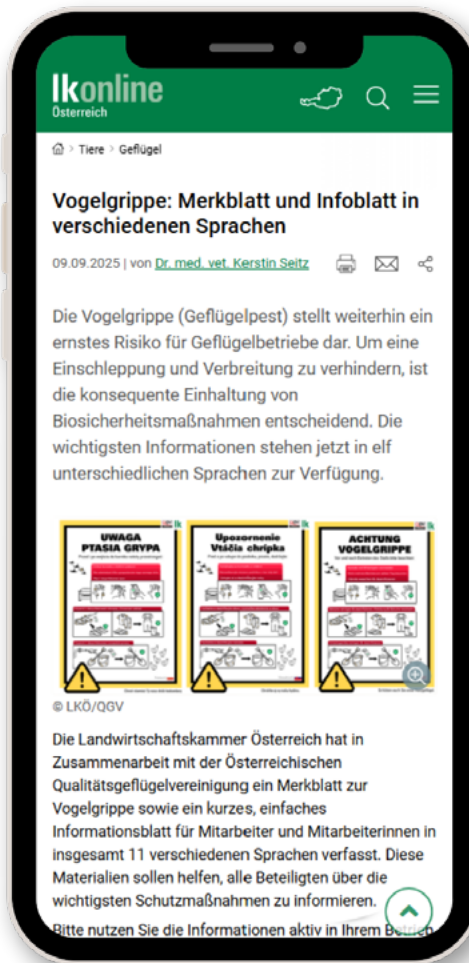 lkonline
Österreich
> Tiere > Geflügel
Vogelgrippe: Merkblatt und Infoblatt in
verschiedenen Sprachen
09.09.2025 | von Dr. med. vet. Kerstin Seitz
Die Vogelgrippe (Geflügelpest) stellt weiterhin ein
ernstes Risiko für Geflügelbetriebe dar. Um eine
Einschleppung und Verbreitung zu verhindern, ist
die konsequente Einhaltung von
Biosicherheitsmaßnahmen entscheidend. Die
wichtigsten Informationen stehen jetzt in elf
unterschiedlichen Sprachen zur Verfügung.
UWAGA
PTASIA GRYPA
Upozornenie
Vtáčia chrípka
ACHTUNG
VOGELGRIPPE
© LKÖ/QGV
Die Landwirtschaftskammer Österreich hat in
Zusammenarbeit mit der Österreichischen
Qualitätsgeflügelvereinigung ein Merkblatt zur
Vogelgrippe sowie ein kurzes, einfaches
Informationsblatt für Mitarbeiter und Mitarbeiterinnen in
insgesamt 11 verschiedenen Sprachen verfasst. Diese
Materialien sollen helfen, alle Beteiligten über die
wichtigsten Schutzmaßnahmen zu informieren.
Bitte nutzen Sie die Informationen aktiv in Ihrem Betrieb